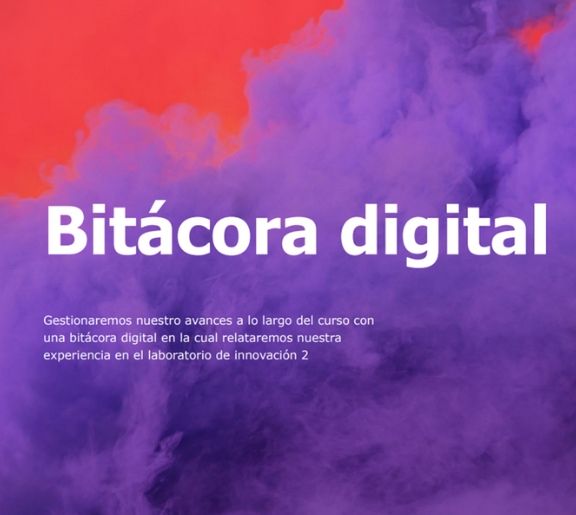 Bitácora digital
Gestionaremos nuestro avances a lo largo del curso con
una bitácora digital en la cual relataremos nuestra
experiencia en el laboratorio de innovación 2